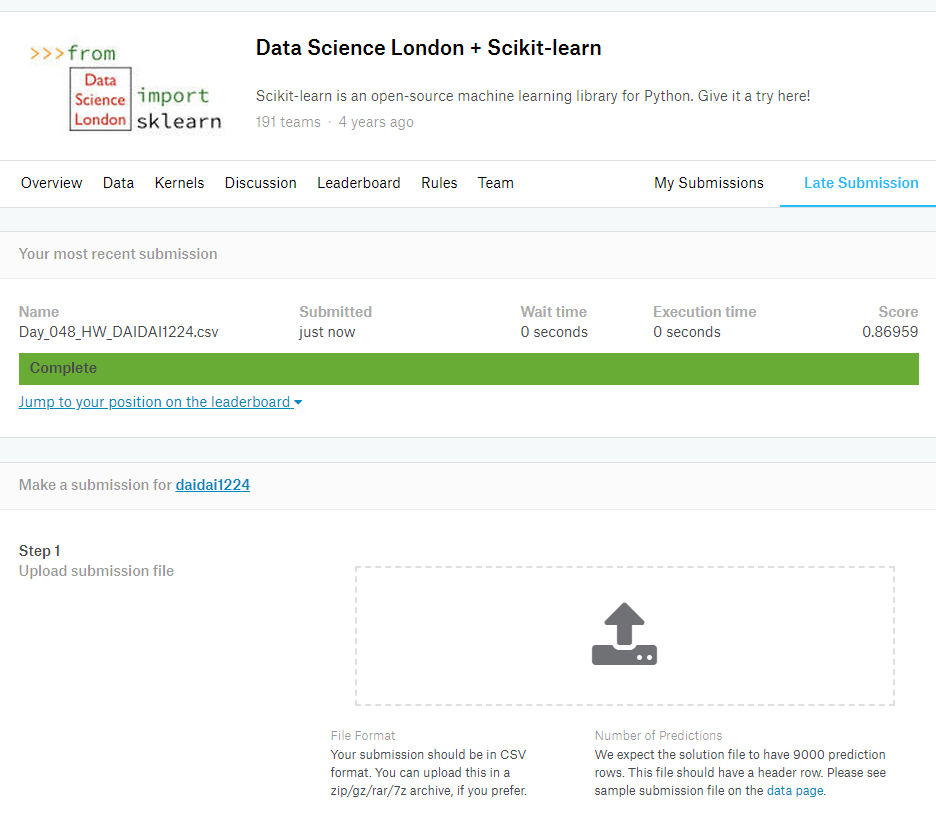 >>>from
Data
Science
London
import
sklearn
Data Science London + Scikit-learn
Scikit-learn is an open-source machine learning library for Python. Give it a try here!
191 teams · 4 years ago
Overview Data Kernels Discussion Leaderboard Rules Team My Submissions Late Submission
Your most recent submission
Name Submitted Wait time Execution time Score
Day_048_HW_DAIDAI1224.csv just now 0 seconds 0 seconds 0.86959
Complete
Jump to your position on the leaderboard
Make a submission for daidai1224
Step 1
Upload submission file
File Format
Your submission should be in CSV
format. You can upload this in a
zip/gz/rar/7z archive, if you prefer.
Number of Predictions
We expect the solution file to have 9000 prediction
rows. This file should have a header row. Please see
sample submission file on the data page.